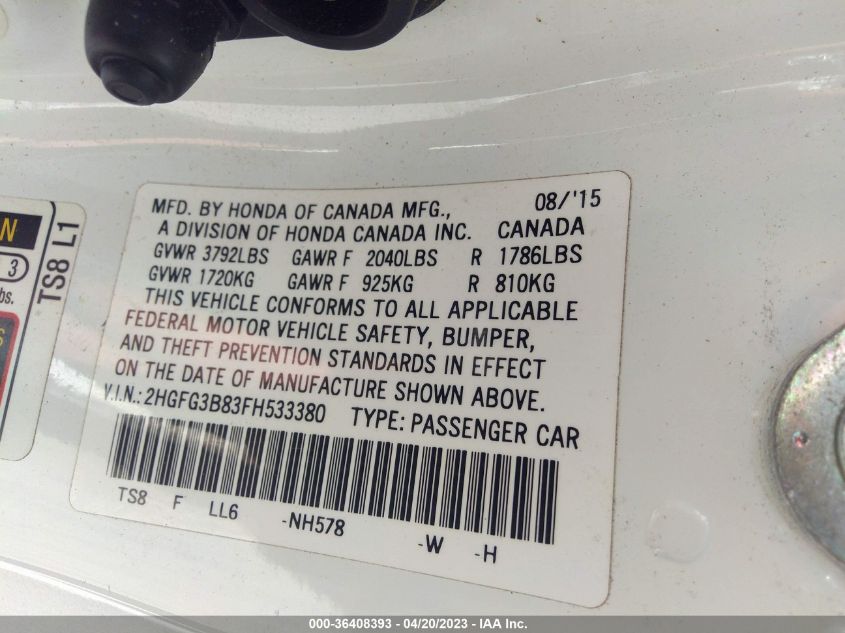 MFD. BY HONDA OF CANADA MFG., 08/'15
A DIVISION OF HONDA CANADA INC. CANADA
GVWR 3792LBS GAWR F 2040LBS R 1786LBS
GVWR 1720KG GAWR F 925KG R 810KG
THIS VEHICLE CONFORMS TO ALL APPLICABLE
FEDERAL MOTOR VEHICLE SAFETY, BUMPER,
AND THEFT PREVENTION STANDARDS IN EFFECT
ON THE DATE OF MANUFACTURE SHOWN ABOVE.
V.I.N.: 2HGFG3B83FH533380 TYPE: PASSENGER CAR
TS8 F LL6 -NH578 -W -H
N
3
bs.
S
TS8 L1
000-36408393 - 04/20/2023 - IAA Inc.